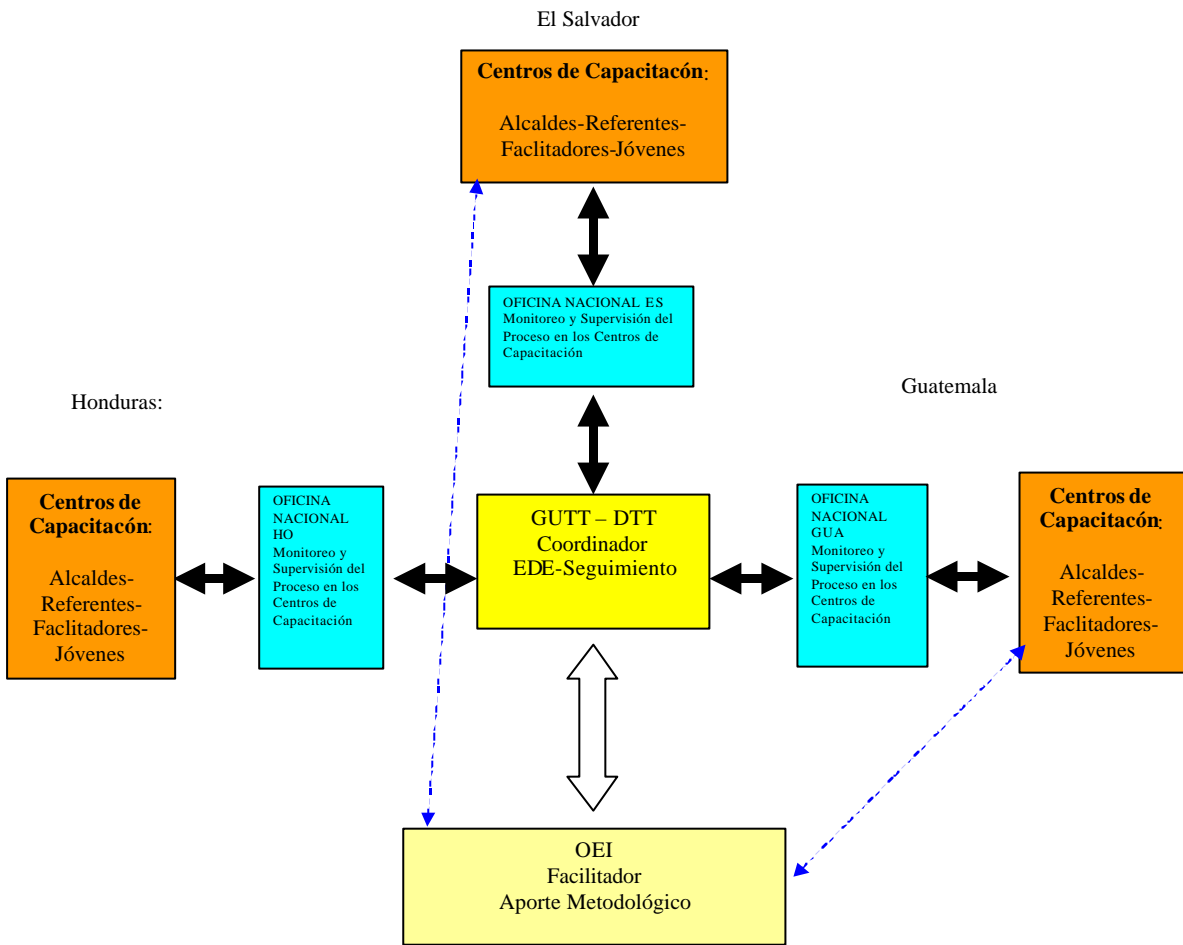 El Salvador
Centros de Capacitacón:
Alcaldes-Referentes-
Faclitadores-Jóvenes
OFICINA NACIONAL ES
Monitoreo y Supervisión del
Proceso en los Centros de
Capacitación
Honduras:
Guatemala
Centros de
Capacitacón:
Alcaldes-
Referentes-
Faclitadores-
Jóvenes
OFICINA
NACIONAL
HO
Monitoreo y
Supervisión del
Proceso en los
Centros de
Capacitación
GUTT – DTT
Coordinador
EDE-Seguimiento
OFICINA
NACIONAL
GUA
Monitoreo y
Supervisión del
Proceso en los
Centros de
Capacitación
Centros de
Capacitacón:
Alcaldes-
Referentes-
Faclitadores-
Jóvenes
OEI
Facilitador
Aporte Metodológico